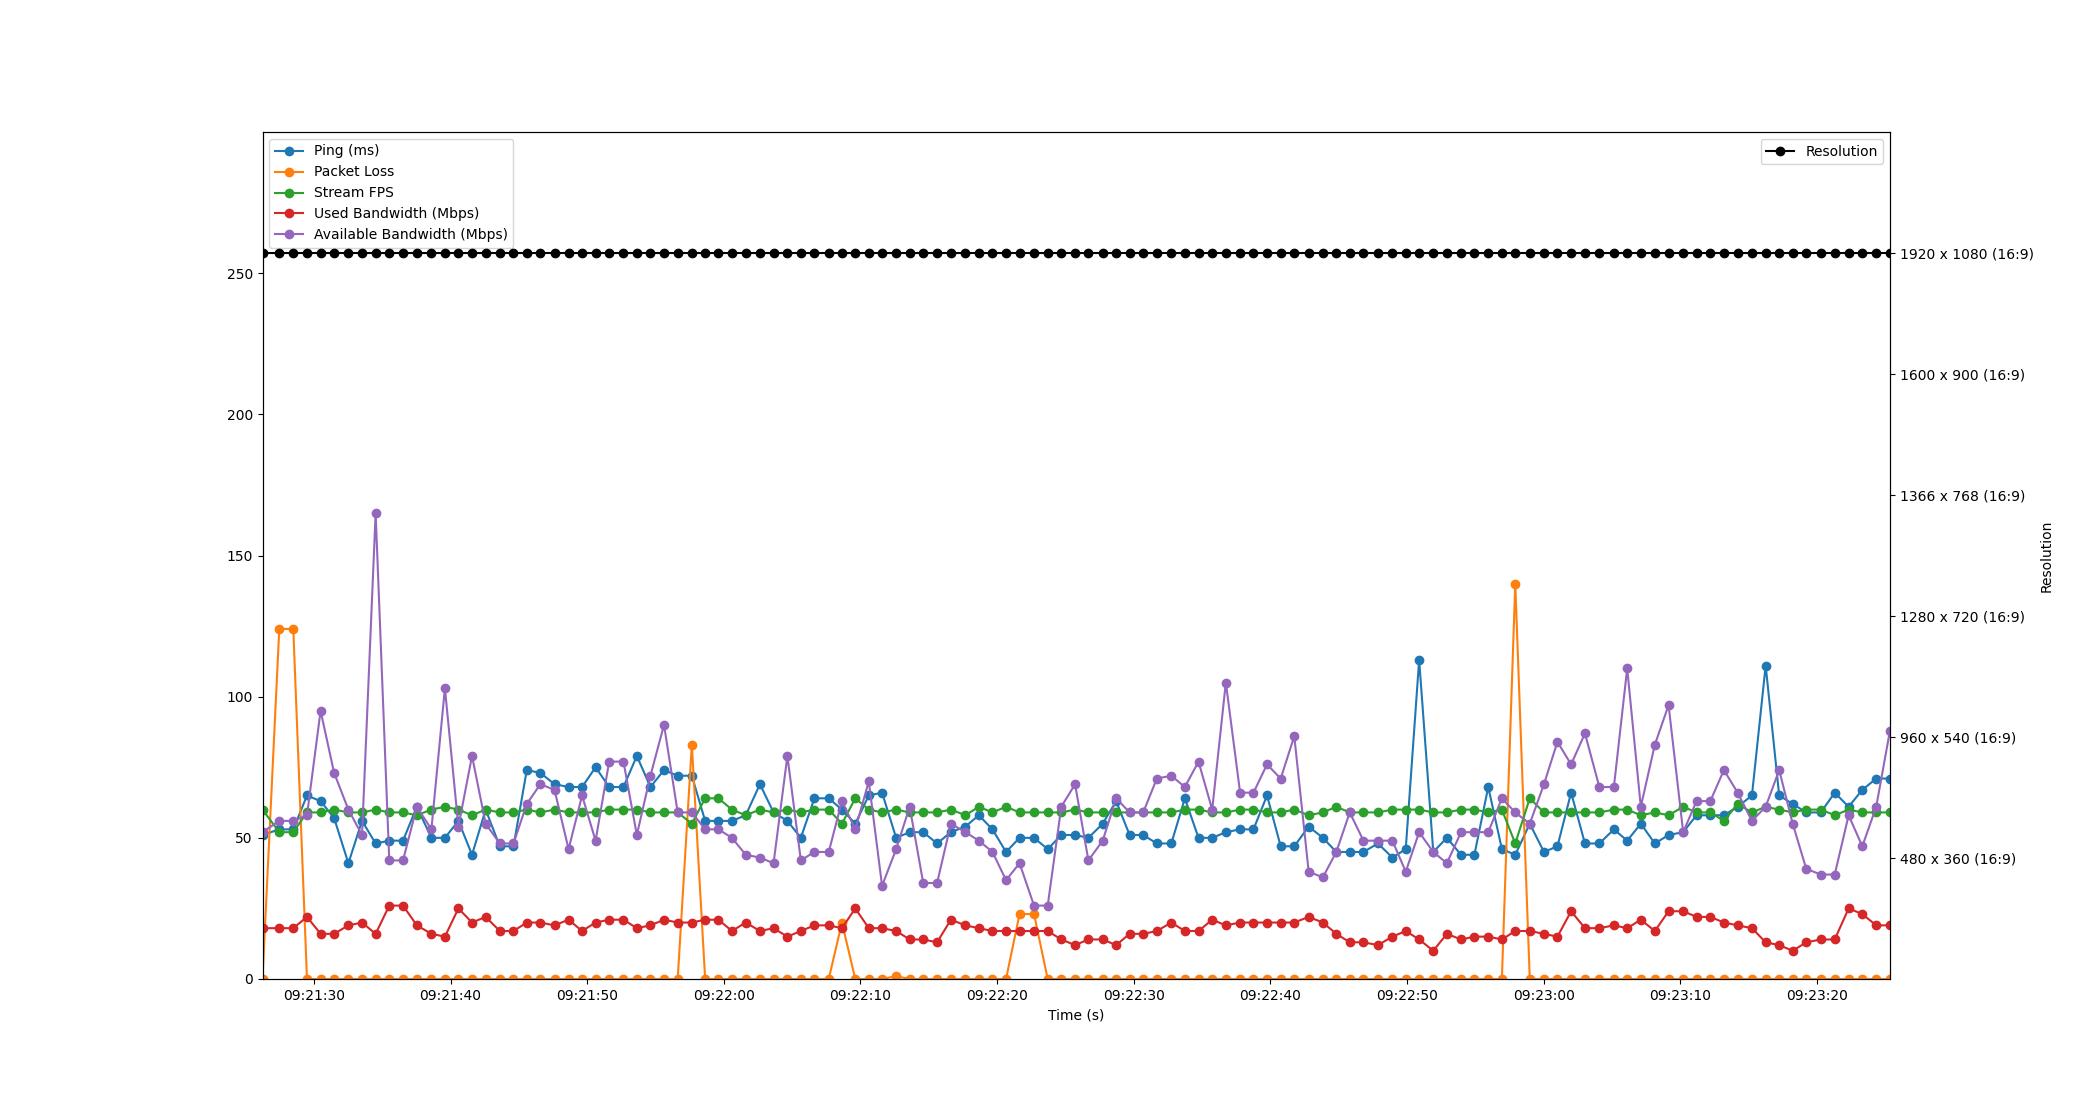 Ping (ms)
Packet Loss
Stream FPS
Used Bandwidth (Mbps)
Available Bandwidth (Mbps)
Resolution
250
200
150
100
50
0
1920 x 1080 (16:9)
1600 x 900 (16:9)
1366 x 768 (16:9)
1280 x 720 (16:9)
960 x 540 (16:9)
480 x 360 (16:9)
Resolution
09:21:30
09:21:40
09:21:50
09:22:00
09:22:10
09:22:20
09:22:30
09:22:40
09:22:50
09:23:00
09:23:10
09:23:20
Time (s)